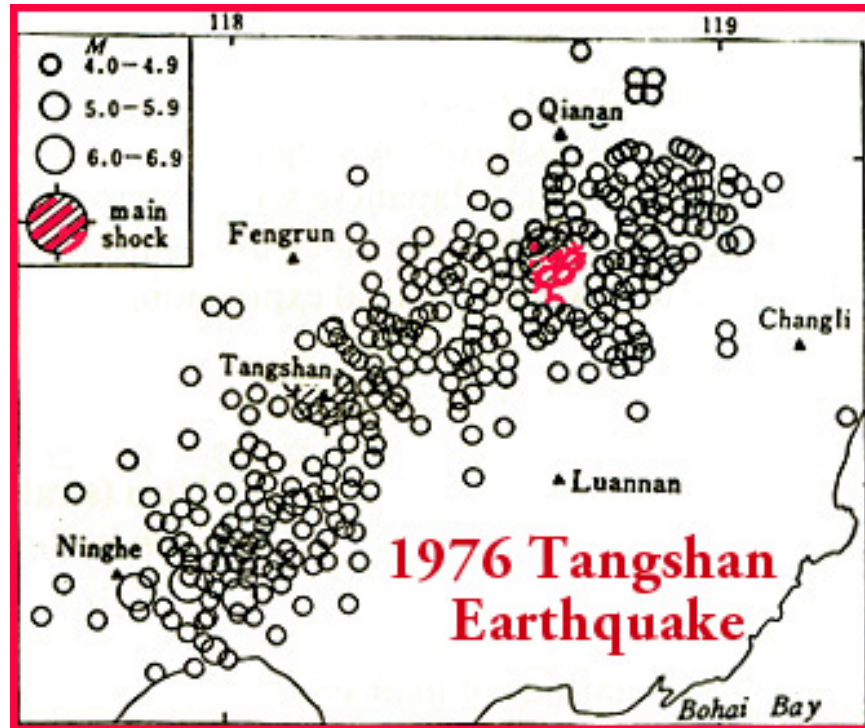 118 119
M
4.0–4.9
5.0–5.9
6.0–6.9
main
shock
Qianan
Fengrun
Changli
Tangshan
Luannan
Ninghe
1976 Tangshan
Earthquake
Bohai Bay